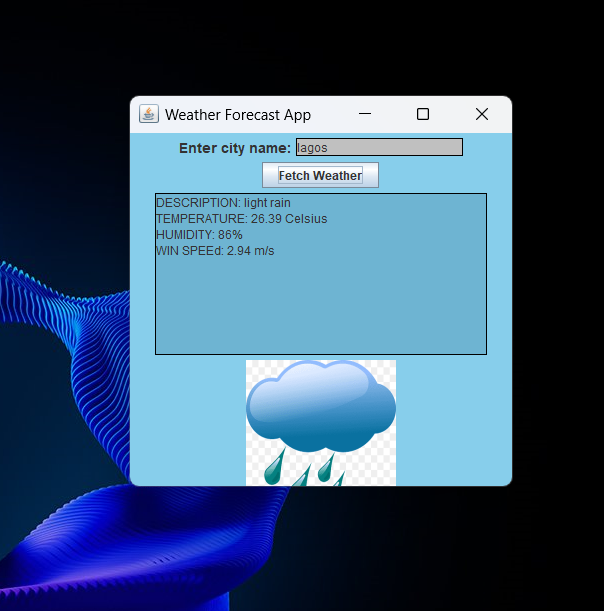 Weather Forecast App
Enter city name: lagos
Fetch Weather
DESCRIPTION: light rain
TEMPERATURE: 26.39 Celsius
HUMIDITY: 86%
WIN SPEEd: 2.94 m/s